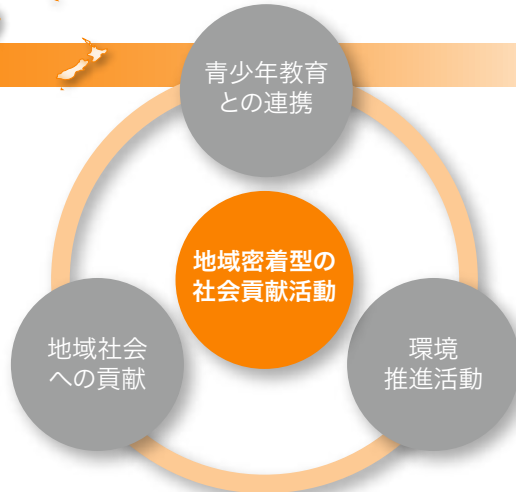 青少年教育
との連携
地域密着型の
社会貢献活動
地域社会
への貢献
環境
推進活動